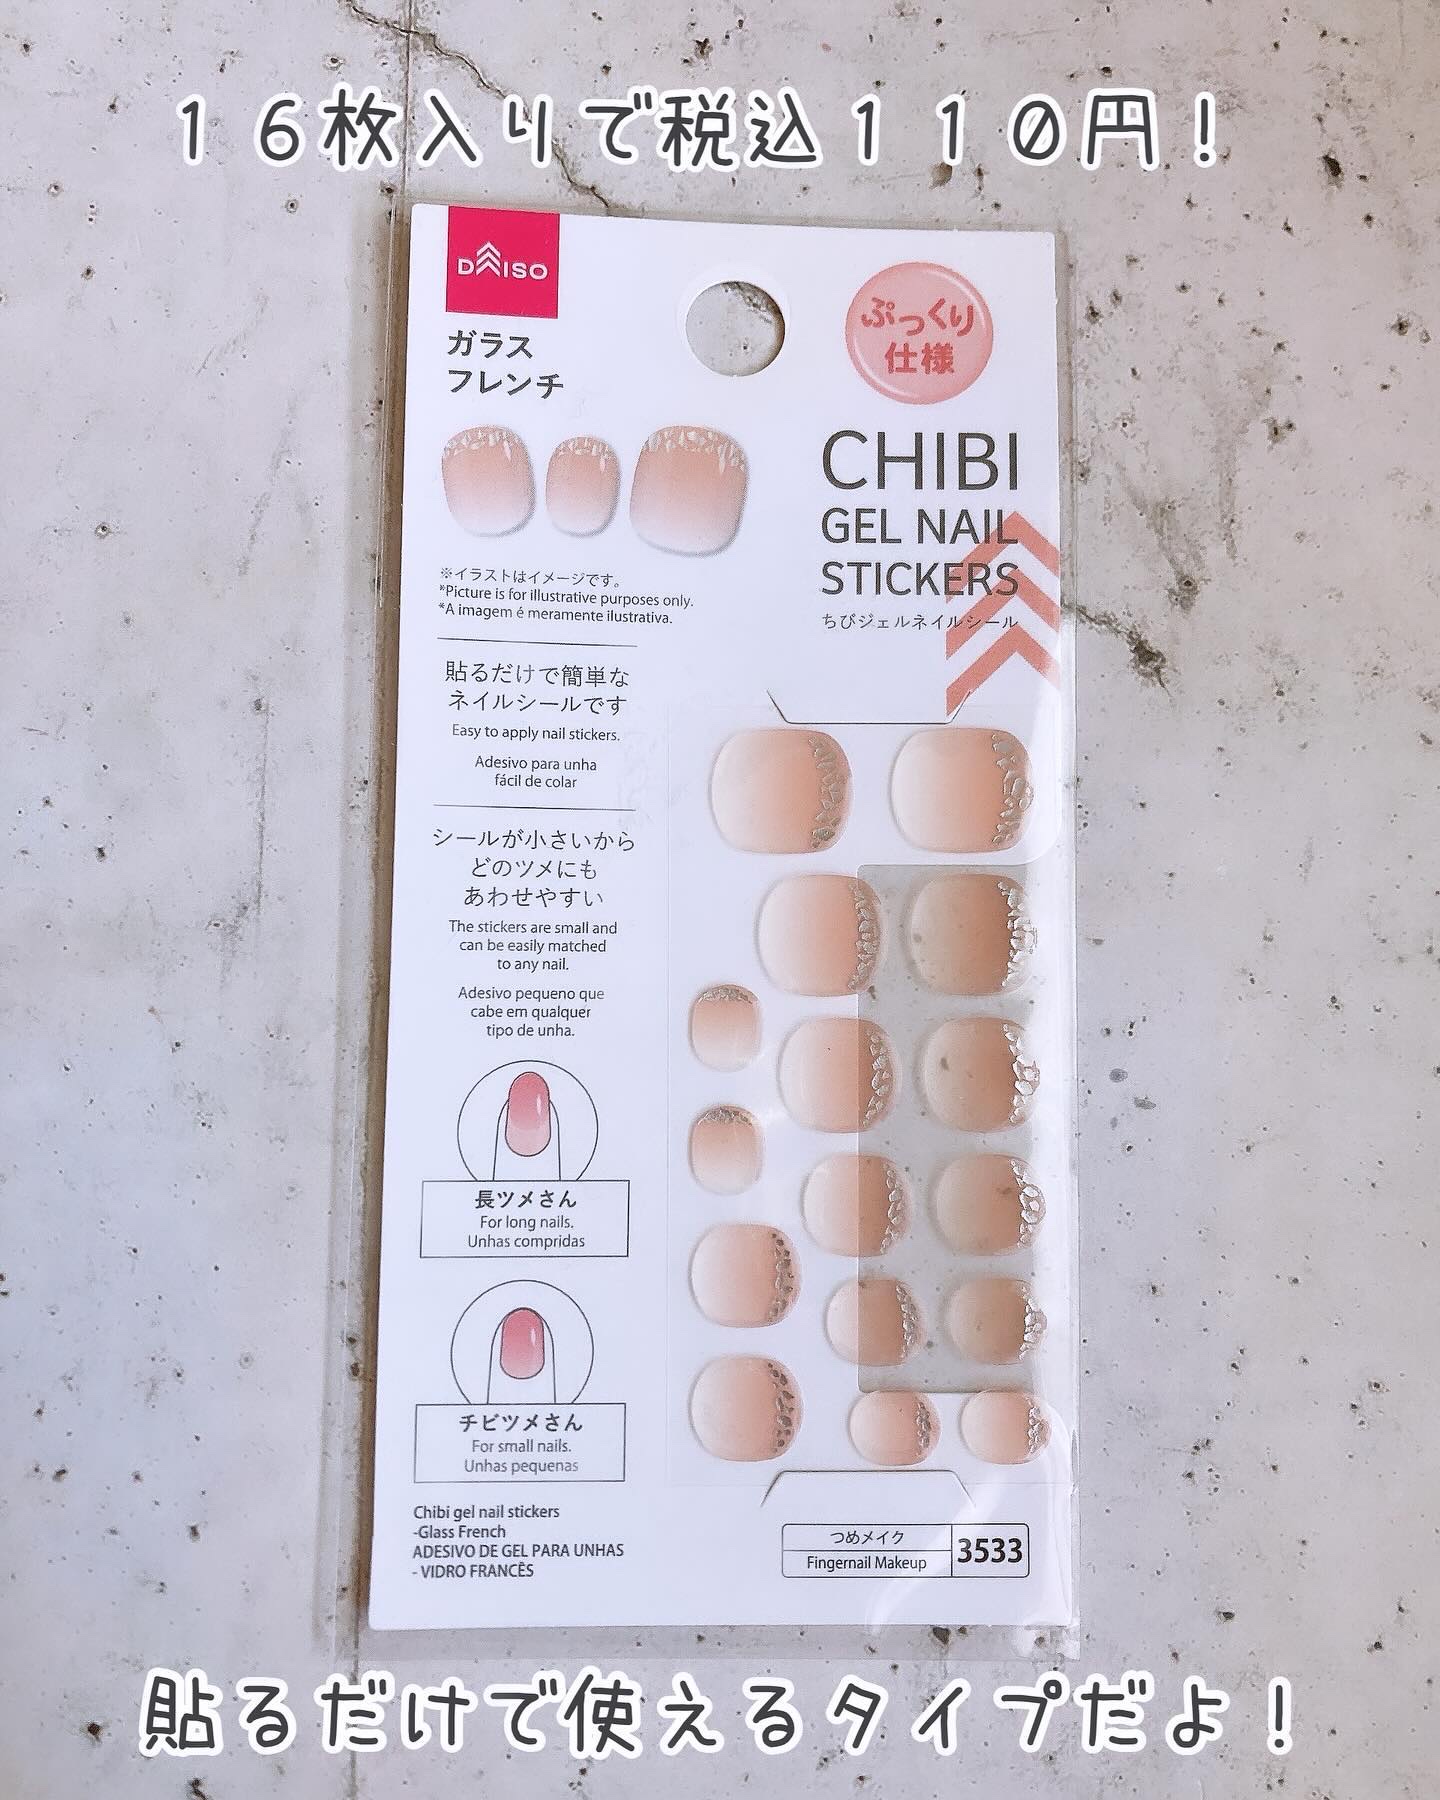 16枚入りで税込110円！
DAISO
ガラス
フレンチ
ぷっくり
仕様
CHIBI
GEL NAIL
STICKERS
ちびジェルネイルシール
※イラストはイメージです。
*Picture is for illustrative purposes only.
*A imagem é meramente ilustrativa.
貼るだけで簡単な
ネイルシールです
Easy to apply nail stickers.
Adesivo para unha
fácil de colar
シールが小さいから
どのツメにも
あわせやすい
The stickers are small and
can be easily matched
to any nail.
Adesivo pequeno que
cabe em qualquer
tipo de unha.
長ツメさん
For long nails.
Unhas compridas
チビツメさん
For small nails.
Unhas pequenas
Chibi gel nail stickers
-Glass French
ADESIVO DE GEL PARA UNHAS
- VIDRO FRANCÊS
つめメイク
Fingernail Makeup
3533
貼るだけで使えるタイプだよ！